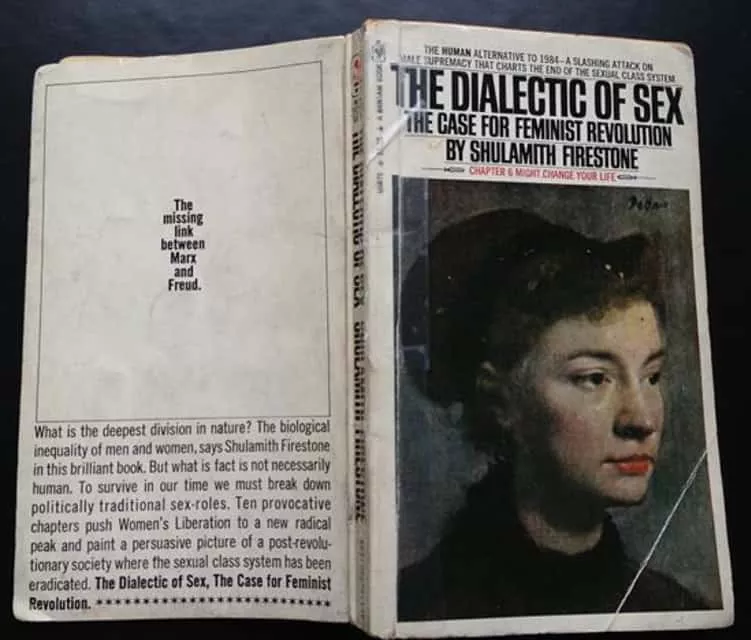 The
missing
link
between
Marx
and
Freud.
What is the deepest division in nature? The biological
inequality of men and women, says Shulamith Firestone
in this brilliant book. But what is fact is not necessarily
human. To survive in our time we must break down
politically traditional sex-roles. Ten provocative
chapters push Women's Liberation to a new radical
peak and paint a persuasive picture of a post-revolu-
tionary society where the sexual class system has been
eradicated. The Dialectic of Sex, The Case for Feminist
Revolution. ***************************
THE DIALECTIC OF SEX SHULAMITH FIRESTONE
A BANTAM BOOK
THE HUMAN ALTERNATIVE TO 1984—A SLASHING ATTACK ON
MALE SUPREMACY THAT CHARTS THE END OF THE SEXUAL CLASS SYSTEM
THE DIALECTIC OF SEX
THE CASE FOR FEMINIST REVOLUTION
BY SHULAMITH FIRESTONE
CHAPTER 6 MIGHT CHANGE YOUR LIFE
Degas